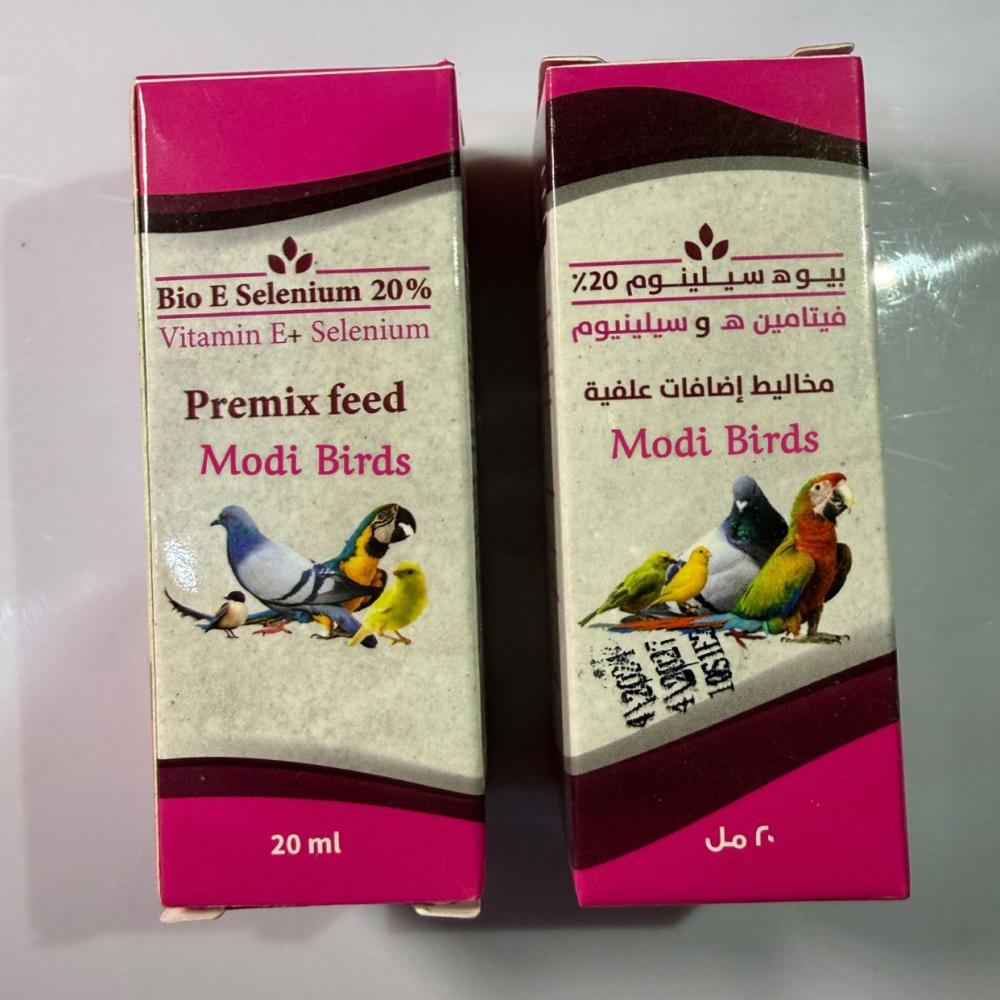 Bio E Selenium 20%
Vitamin E+ Selenium
Premix feed
Modi Birds
20 ml
بيوه سيلينوم 20٪
فيتامين هـ و سيلينيوم
مخاليط إضافات علفية
Modi Birds
٢٠ مل